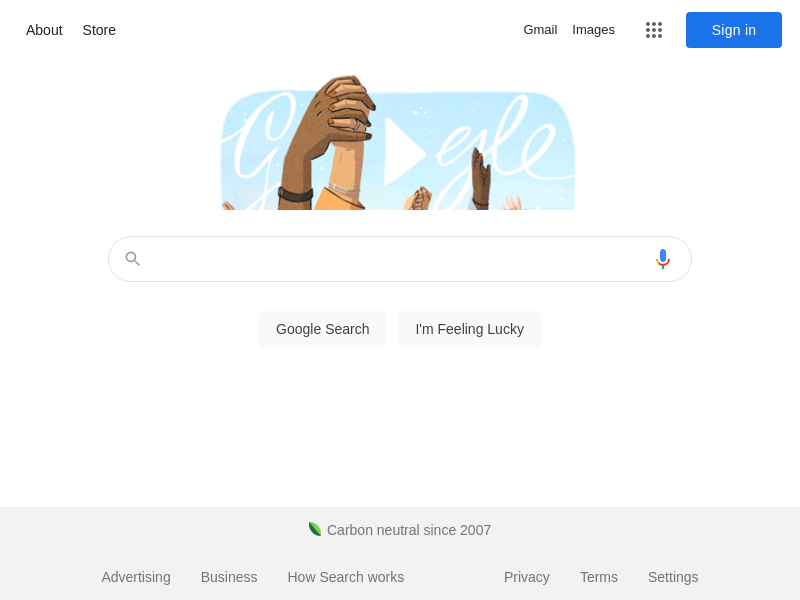 About Store Gmail Images Sign in
Google Search I'm Feeling Lucky
Carbon neutral since 2007
Advertising Business How Search works Privacy Terms Settings